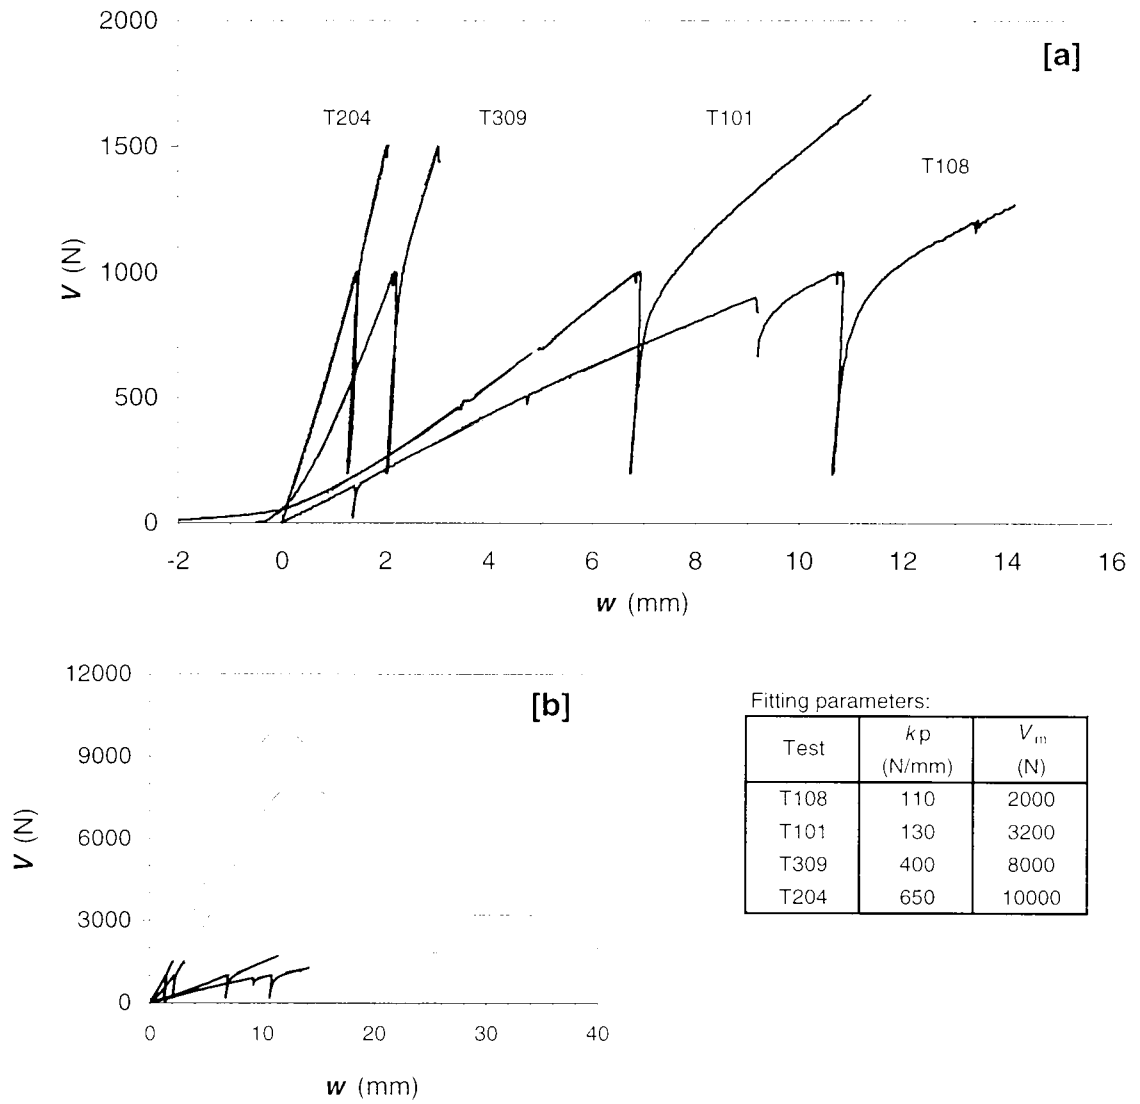 2000
[a]
T204 T309 T101
1500
T108
V (N)
1000
500
0
-2 0 2 4 6 8 10 12 14 16
w (mm)
12000
[b]
9000
V (N)
6000
3000
0
0 10 20 30 40
w (mm)
Fitting parameters:
Test kp Vm
(N/mm) (N)
T108 110 2000
T101 130 3200
T309 400 8000
T204 650 10000